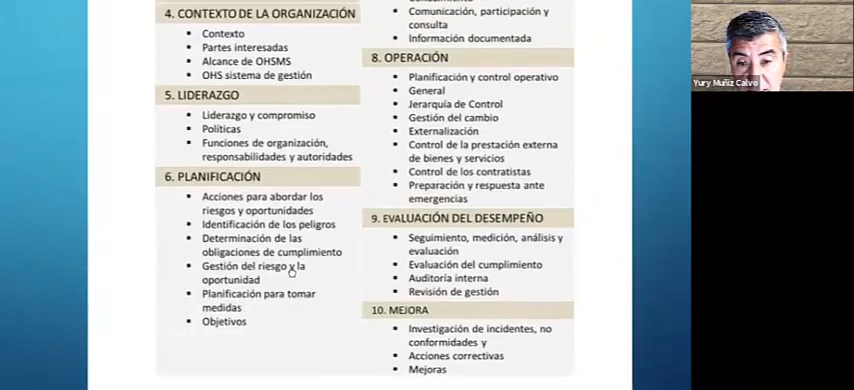 4. CONTEXTO DE LA ORGANIZACIÓN
▪ Contexto
▪ Partes interesadas
▪ Alcance de OHSMS
▪ OHS sistema de gestión
5. LIDERAZGO
▪ Liderazgo y compromiso
▪ Políticas
▪ Funciones de organización,
responsabilidades y autoridades
6. PLANIFICACIÓN
▪ Acciones para abordar los
riesgos y oportunidades
▪ Identificación de los peligros
▪ Determinación de las
obligaciones de cumplimiento
▪ Gestión del riesgo y la
oportunidad
▪ Planificación para tomar
medidas
▪ Objetivos
▪ Comunicación, participación y
consulta
▪ Información documentada
8. OPERACIÓN
▪ Planificación y control operativo
▪ General
▪ Jerarquía de Control
▪ Gestión del cambio
▪ Externalización
▪ Control de la prestación externa
de bienes y servicios
▪ Control de los contratistas
▪ Preparación y respuesta ante
emergencias
9. EVALUACIÓN DEL DESEMPEÑO
▪ Seguimiento, medición, análisis y
evaluación
▪ Evaluación del cumplimiento
▪ Auditoría interna
▪ Revisión de gestión
10. MEJORA
▪ Investigación de incidentes, no
conformidades y
▪ Acciones correctivas
▪ Mejoras
Yury Muñiz Calvo